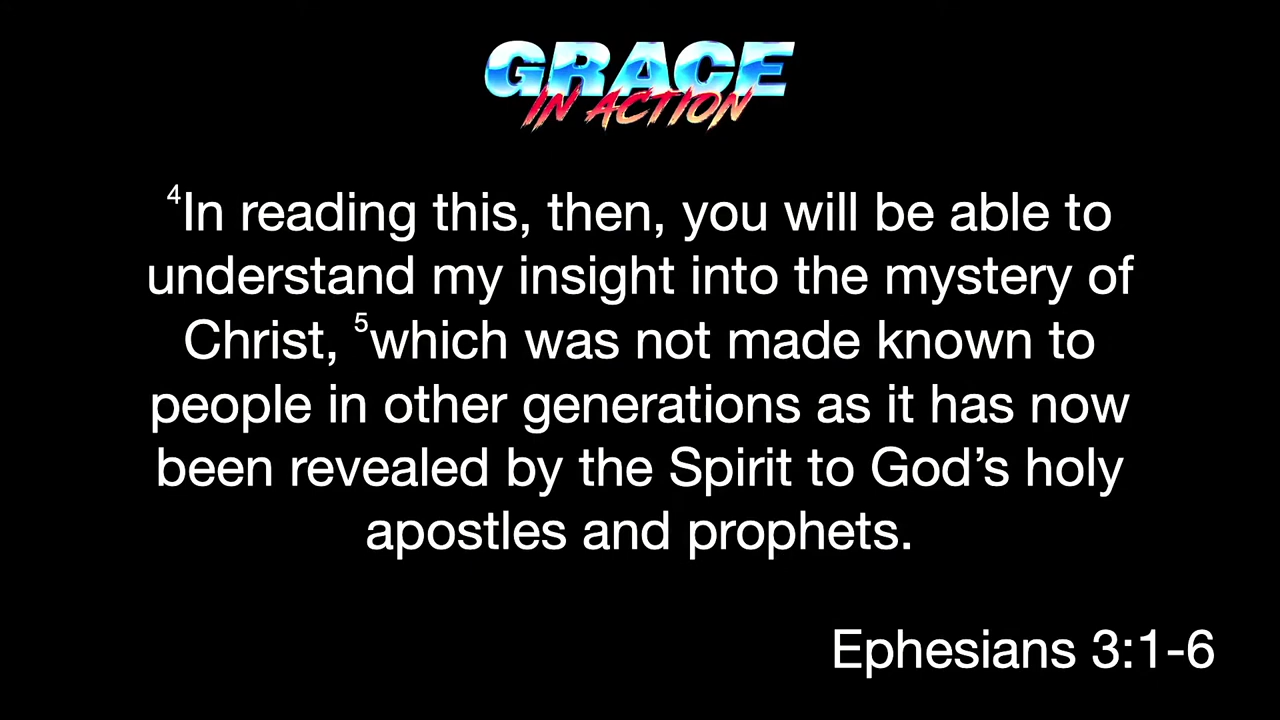 GRACE
IN ACTION
⁴In reading this, then, you will be able to
understand my insight into the mystery of
Christ, ⁵which was not made known to
people in other generations as it has now
been revealed by the Spirit to God’s holy
apostles and prophets.
Ephesians 3:1-6